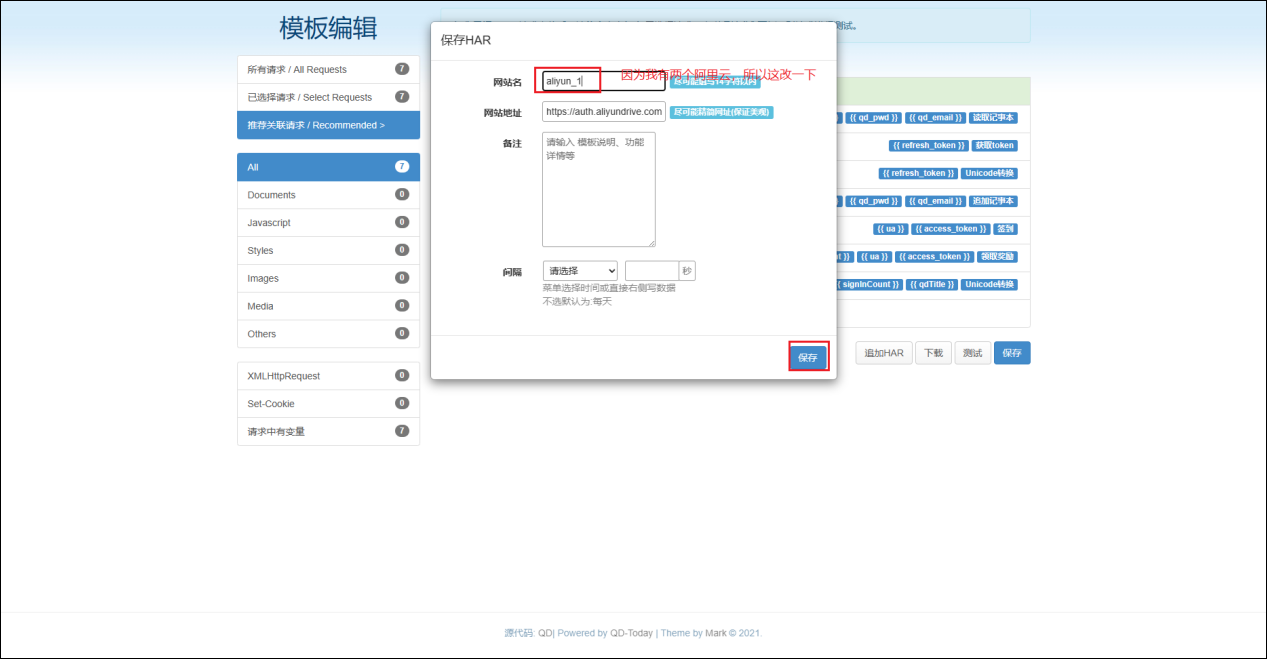 模板编辑
测试。
所有请求 / All Requests 7
已选择请求 / Select Requests 7
推荐关联请求 / Recommended >
All 7
Documents 0
Javascript 0
Styles 0
Images 0
Media 0
Others 0
XMLHttpRequest 0
Set-Cookie 0
请求中有变量 7
保存HAR
网站名 aliyun_1
因为我有两个阿里云，所以这改一下
网站地址 https://auth.aliyundrive.com 尽可能精简网址(保证美观)
备注 请输入 模板说明、功能
详情等
间隔 请选择 秒
菜单选择时间或直接右侧写数据
不选默认为:每天
保存
{{ qd_pwd }} {{ qd_email }} 读取记事本
{{ refresh_token }} 获取token
{{ refresh_token }} Unicode转换
{{ qd_pwd }} {{ qd_email }} 追加记事本
{{ ua }} {{ access_token }} 签到
nt }} {{ ua }} {{ access_token }} 领取奖励
{ signInCount }} {{ qdTitle }} Unicode转换
追加HAR 下载 测试 保存
源代码: QD| Powered by QD-Today | Theme by Mark © 2021.